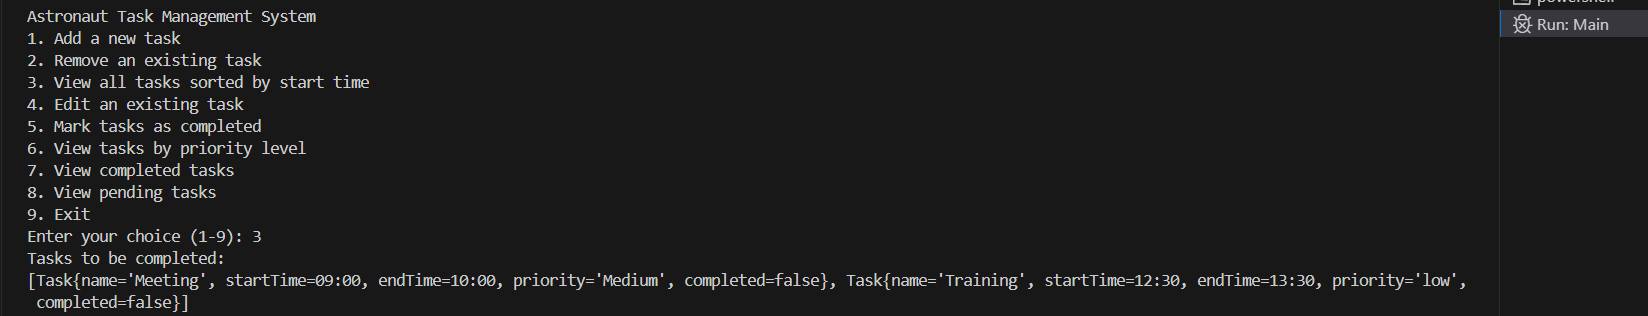 powershell
Astronaut Task Management System
Run: Main
1. Add a new task
2. Remove an existing task
3. View all tasks sorted by start time
4. Edit an existing task
5. Mark tasks as completed
6. View tasks by priority level
7. View completed tasks
8. View pending tasks
9. Exit
Enter your choice (1-9): 3
Tasks to be completed:
[Task{name='Meeting', startTime=09:00, endTime=10:00, priority='Medium', completed=false}, Task{name='Training', startTime=12:30, endTime=13:30, priority='low',
completed=false}]